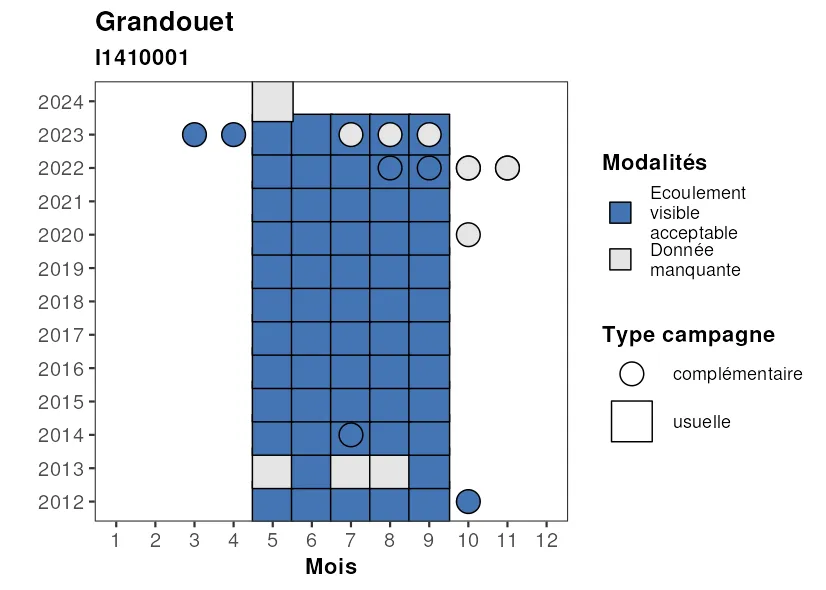 Grandouet
I1410001
2024
2023
2022
2021
2020
2019
2018
2017
2016
2015
2014
2013
2012
1 2 3 4 5 6 7 8 9 10 11 12
Mois
Modalités
Ecoulement
visible
acceptable
Donnée
manquante
Type campagne
complémentaire
usuelle